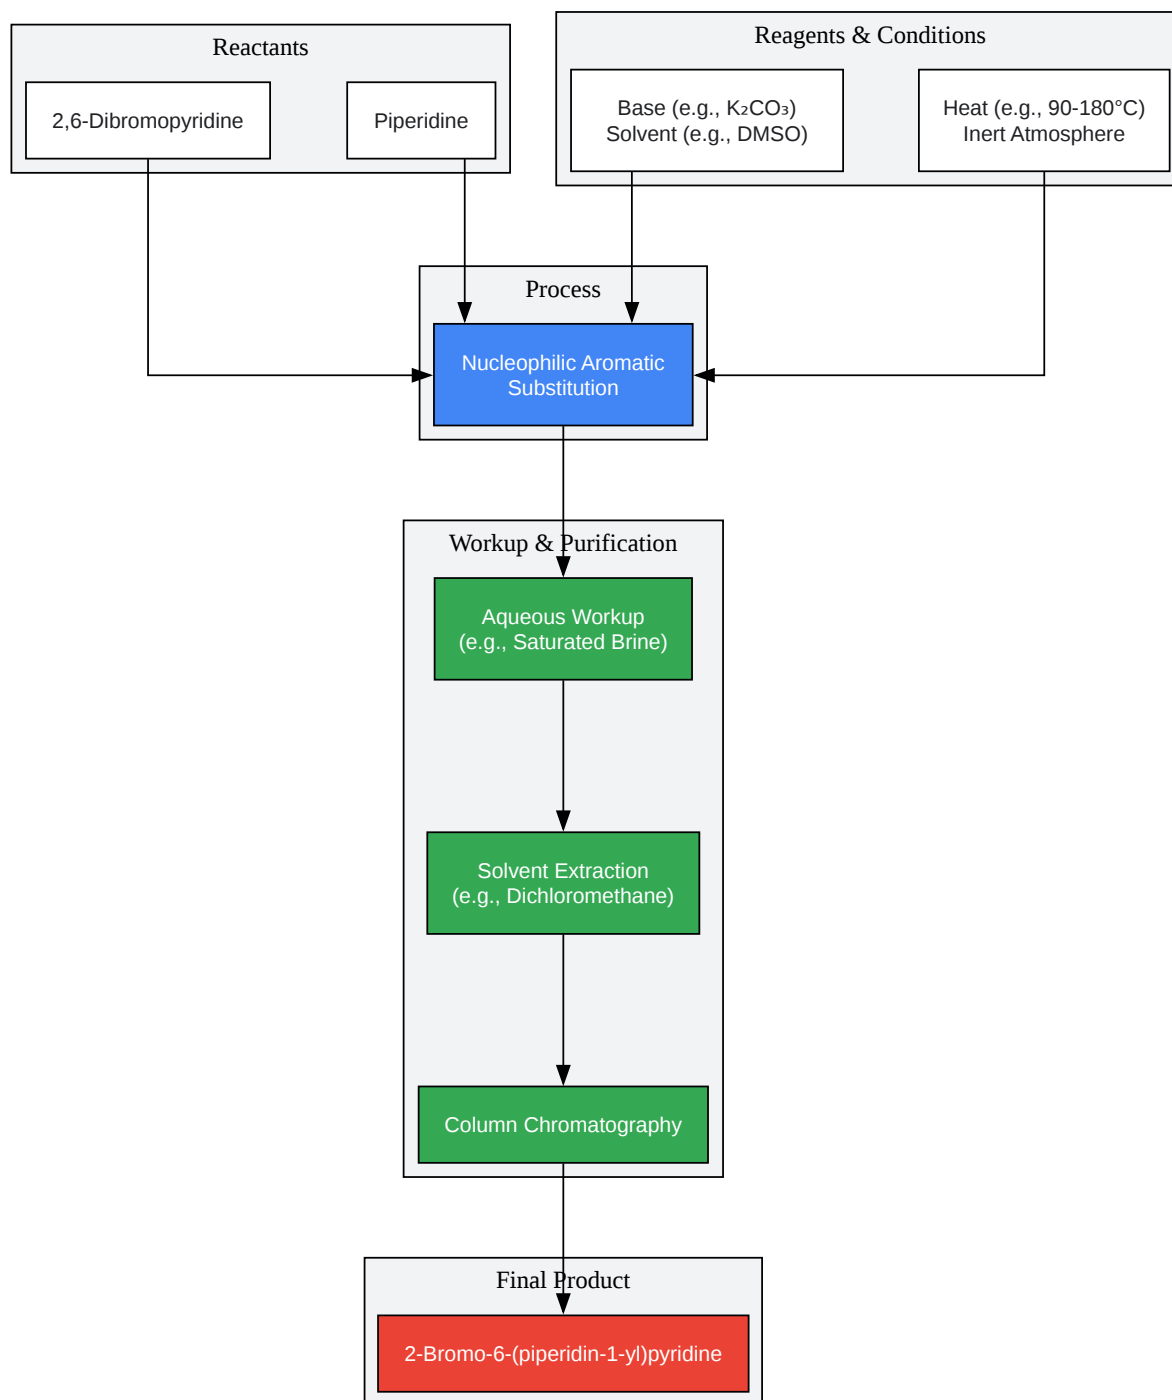 Reactants
2,6-Dibromopyridine
Piperidine
Reagents & Conditions
Base (e.g., K₂CO₃)
Solvent (e.g., DMSO)
Heat (e.g., 90-180°C)
Inert Atmosphere
Process
Nucleophilic Aromatic
Substitution
Workup & Purification
Aqueous Workup
(e.g., Saturated Brine)
Solvent Extraction
(e.g., Dichloromethane)
Column Chromatography
Final Product
2-Bromo-6-(piperidin-1-yl)pyridine